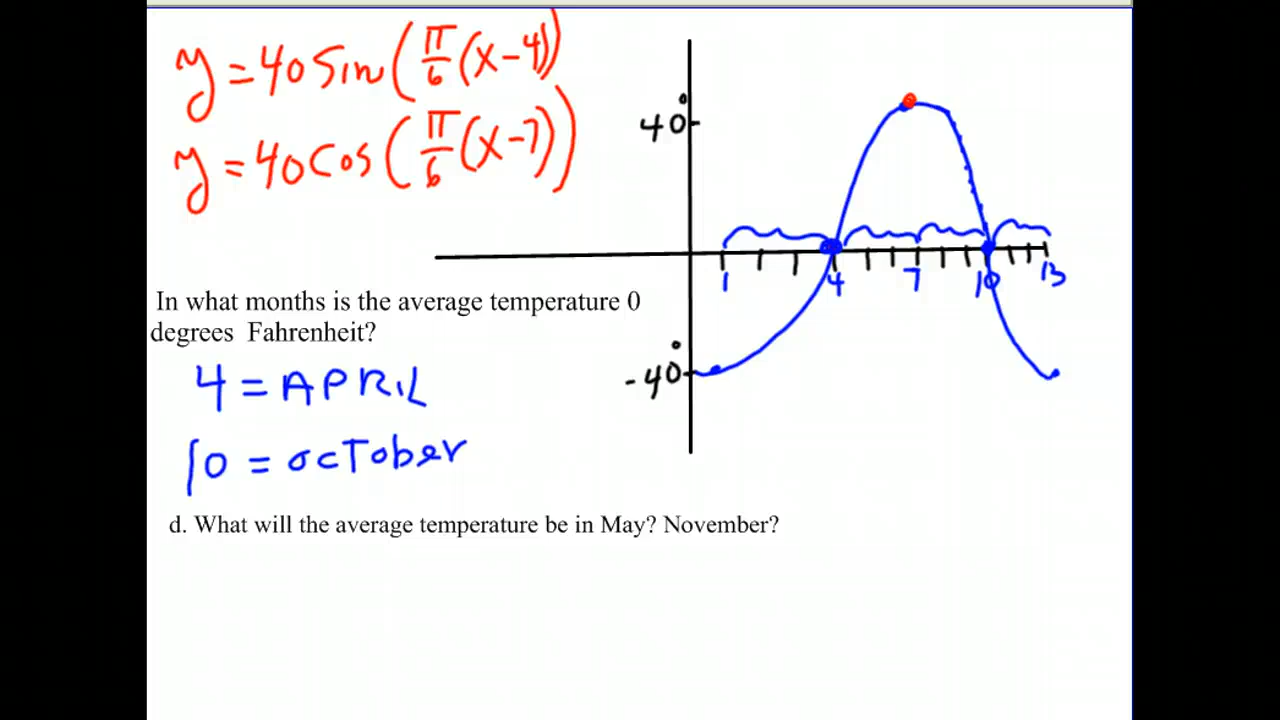 y = 40 Sin(π/6 (x-4))
y = 40 cos(π/6 (x-7))
40°
1 4 7 10 13
In what months is the average temperature 0
degrees Fahrenheit?
-40°
4 = APRIL
10 = ocTober
d. What will the average temperature be in May? November?